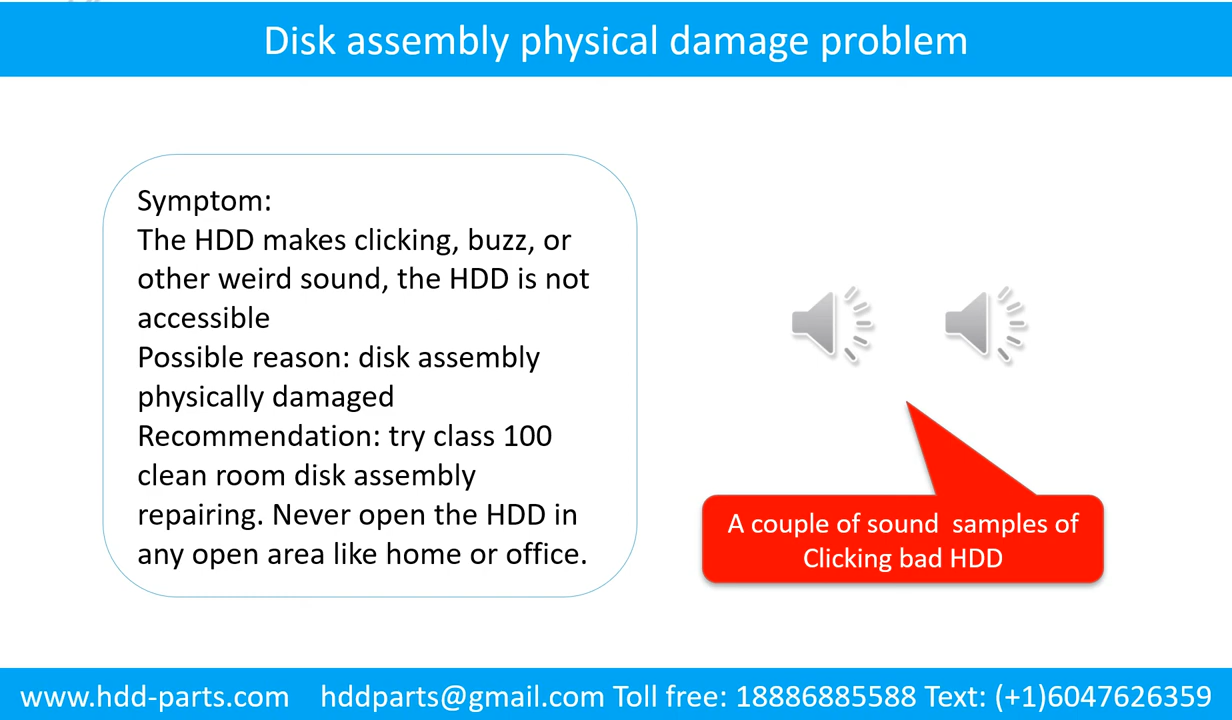 Disk assembly physical damage problem
Symptom:
The HDD makes clicking, buzz, or
other weird sound, the HDD is not
accessible
Possible reason: disk assembly
physically damaged
Recommendation: try class 100
clean room disk assembly
repairing. Never open the HDD in
any open area like home or office.
A couple of sound  samples of
Clicking bad HDD
www.hdd-parts.com    hddparts@gmail.com Toll free: 18886885588 Text: (+1)6047626359